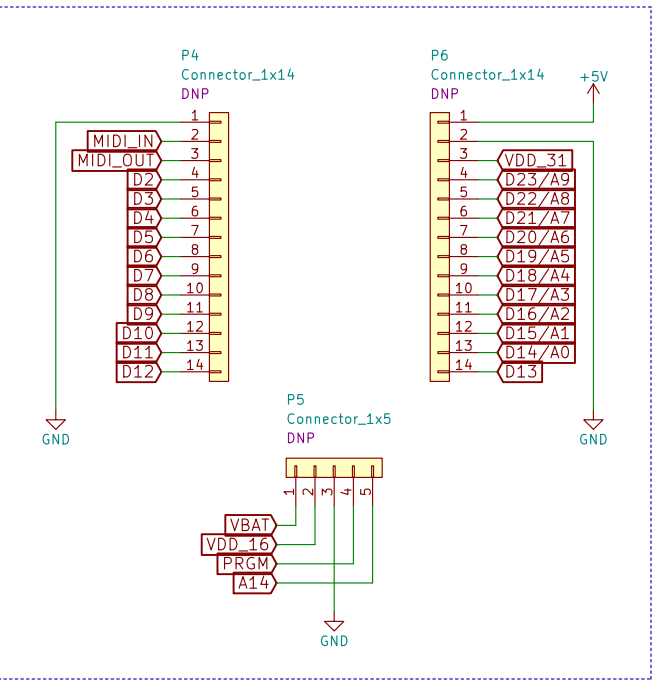 P4
Connector_1x14
DNP
1
MIDI_IN 2
MIDI_OUT 3
D2 4
D3 5
D4 6
D5 7
D6 8
D7 9
D8 10
D9 11
D10 12
D11 13
D12 14
GND
P6
Connector_1x14
DNP
+5V
1
2
3 VDD_31
4 D23/A9
5 D22/A8
6 D21/A7
7 D20/A6
8 D19/A5
9 D18/A4
10 D17/A3
11 D16/A2
12 D15/A1
13 D14/A0
14 D13
GND
P5
Connector_1x5
DNP
1 2 3 4 5
VBAT
VDD_16
PRGM
A14
GND